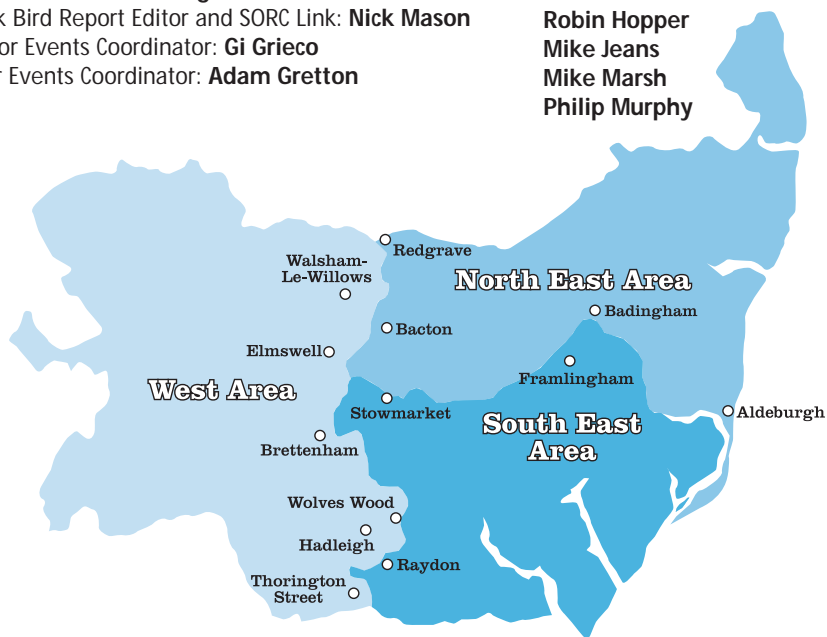 k Bird Report Editor and SORC Link: Nick Mason
or Events Coordinator: Gi Grieco
r Events Coordinator: Adam Gretton
Robin Hopper
Mike Jeans
Mike Marsh
Philip Murphy
Redgrave
Walsham-
Le-Willows
North East Area
Badingham
Bacton
Elmswell
Framlingham
West Area
Stowmarket
Aldeburgh
South East
Area
Brettenham
Wolves Wood
Hadleigh
Raydon
Thorington
Street